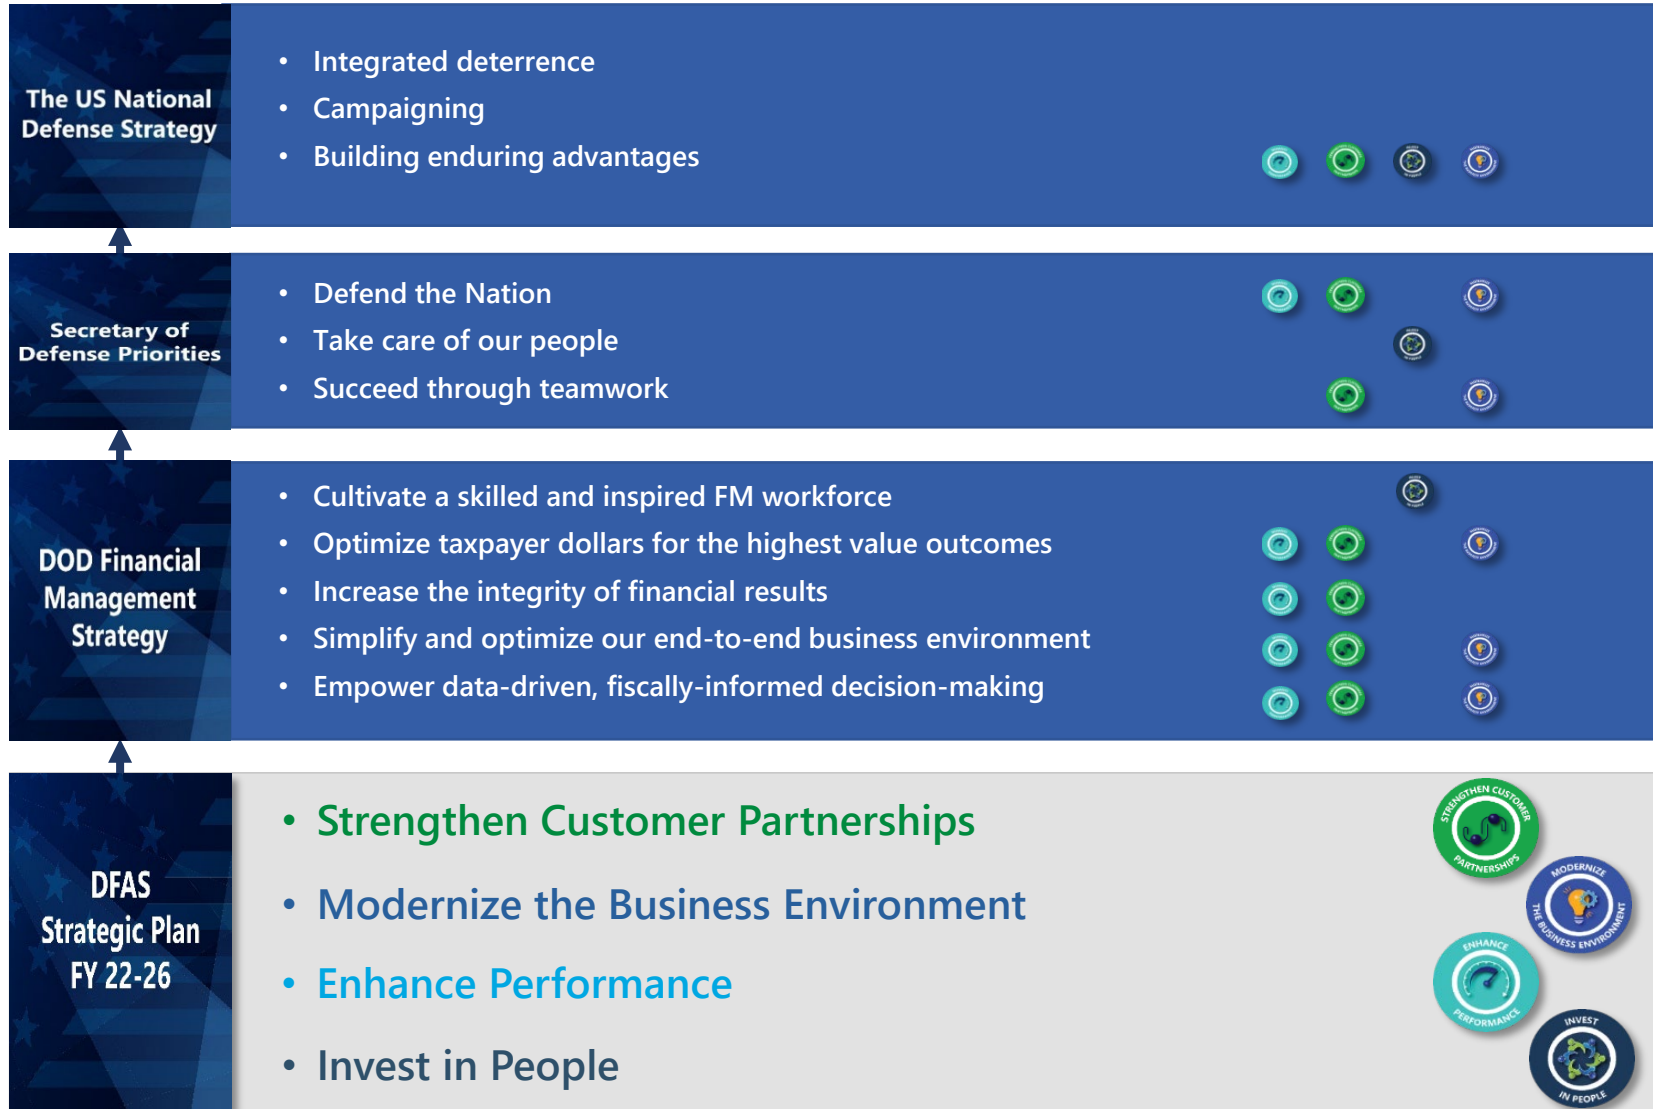 The US National
Defense Strategy
• Integrated deterrence
• Campaigning
• Building enduring advantages
Secretary of
Defense Priorities
• Defend the Nation
• Take care of our people
• Succeed through teamwork
DOD Financial
Management
Strategy
• Cultivate a skilled and inspired FM workforce
• Optimize taxpayer dollars for the highest value outcomes
• Increase the integrity of financial results
• Simplify and optimize our end-to-end business environment
• Empower data-driven, fiscally-informed decision-making
DFAS
Strategic Plan
FY 22-26
• Strengthen Customer Partnerships
• Modernize the Business Environment
• Enhance Performance
• Invest in People
STRENGTHEN CUSTOMER
PARTNERSHIPS
MODERNIZE
THE BUSINESS ENVIRONMENT
ENHANCE
PERFORMANCE
INVEST
IN PEOPLE